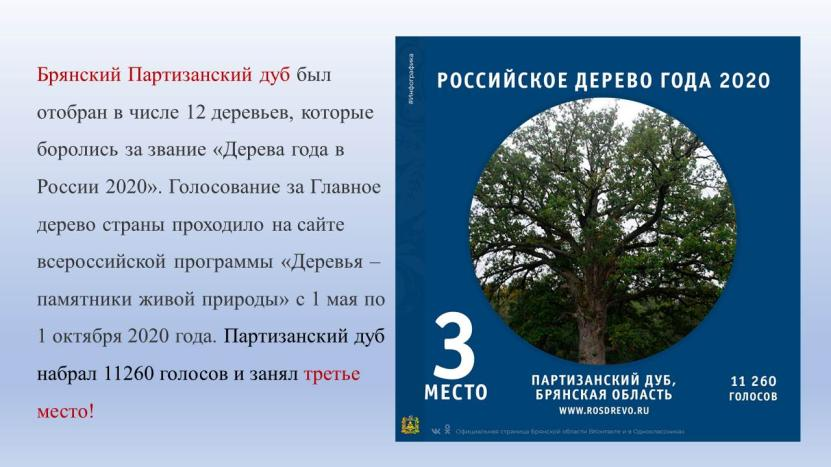 Брянский Партизанский дуб был
отобран в числе 12 деревьев, которые
боролись за звание «Дерева года в
России 2020». Голосование за Главное
дерево страны проходило на сайте
всероссийской программы «Деревья –
памятники живой природы» с 1 мая по
1 октября 2020 года. Партизанский дуб
набрал 11260 голосов и занял третье
место!
#Инфографика
РОССИЙСКОЕ ДЕРЕВО ГОДА 2020
3
МЕСТО
ПАРТИЗАНСКИЙ ДУБ,
БРЯНСКАЯ ОБЛАСТЬ
WWW.ROSDREVO.RU
11 260
ГОЛОСОВ
Официальная страница Брянской области ВКонтакте и в Одноклассниках